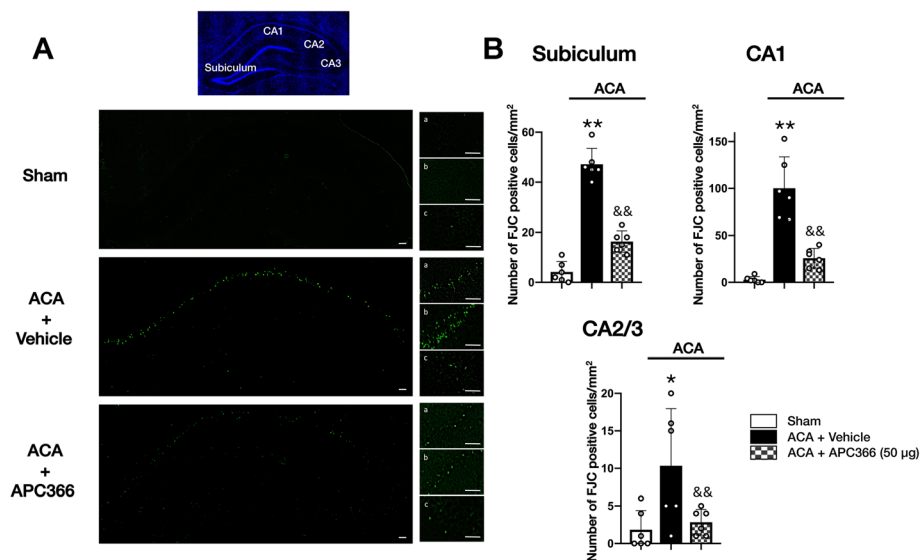 A
CA1
CA2
CA3
Subiculum
Sham
a
b
c
ACA
+
Vehicle
a
b
c
ACA
+
APC366
a
b
c
B
Subiculum
ACA
Number of FJC positive cells/mm²
60
40
20
0
**
&&
CA1
ACA
Number of FJC positive cells/mm²
150
100
50
0
**
&&
CA2/3
ACA
Number of FJC positive cells/mm²
20
15
10
5
0
*
&&
Sham
ACA + Vehicle
ACA + APC366 (50 µg)